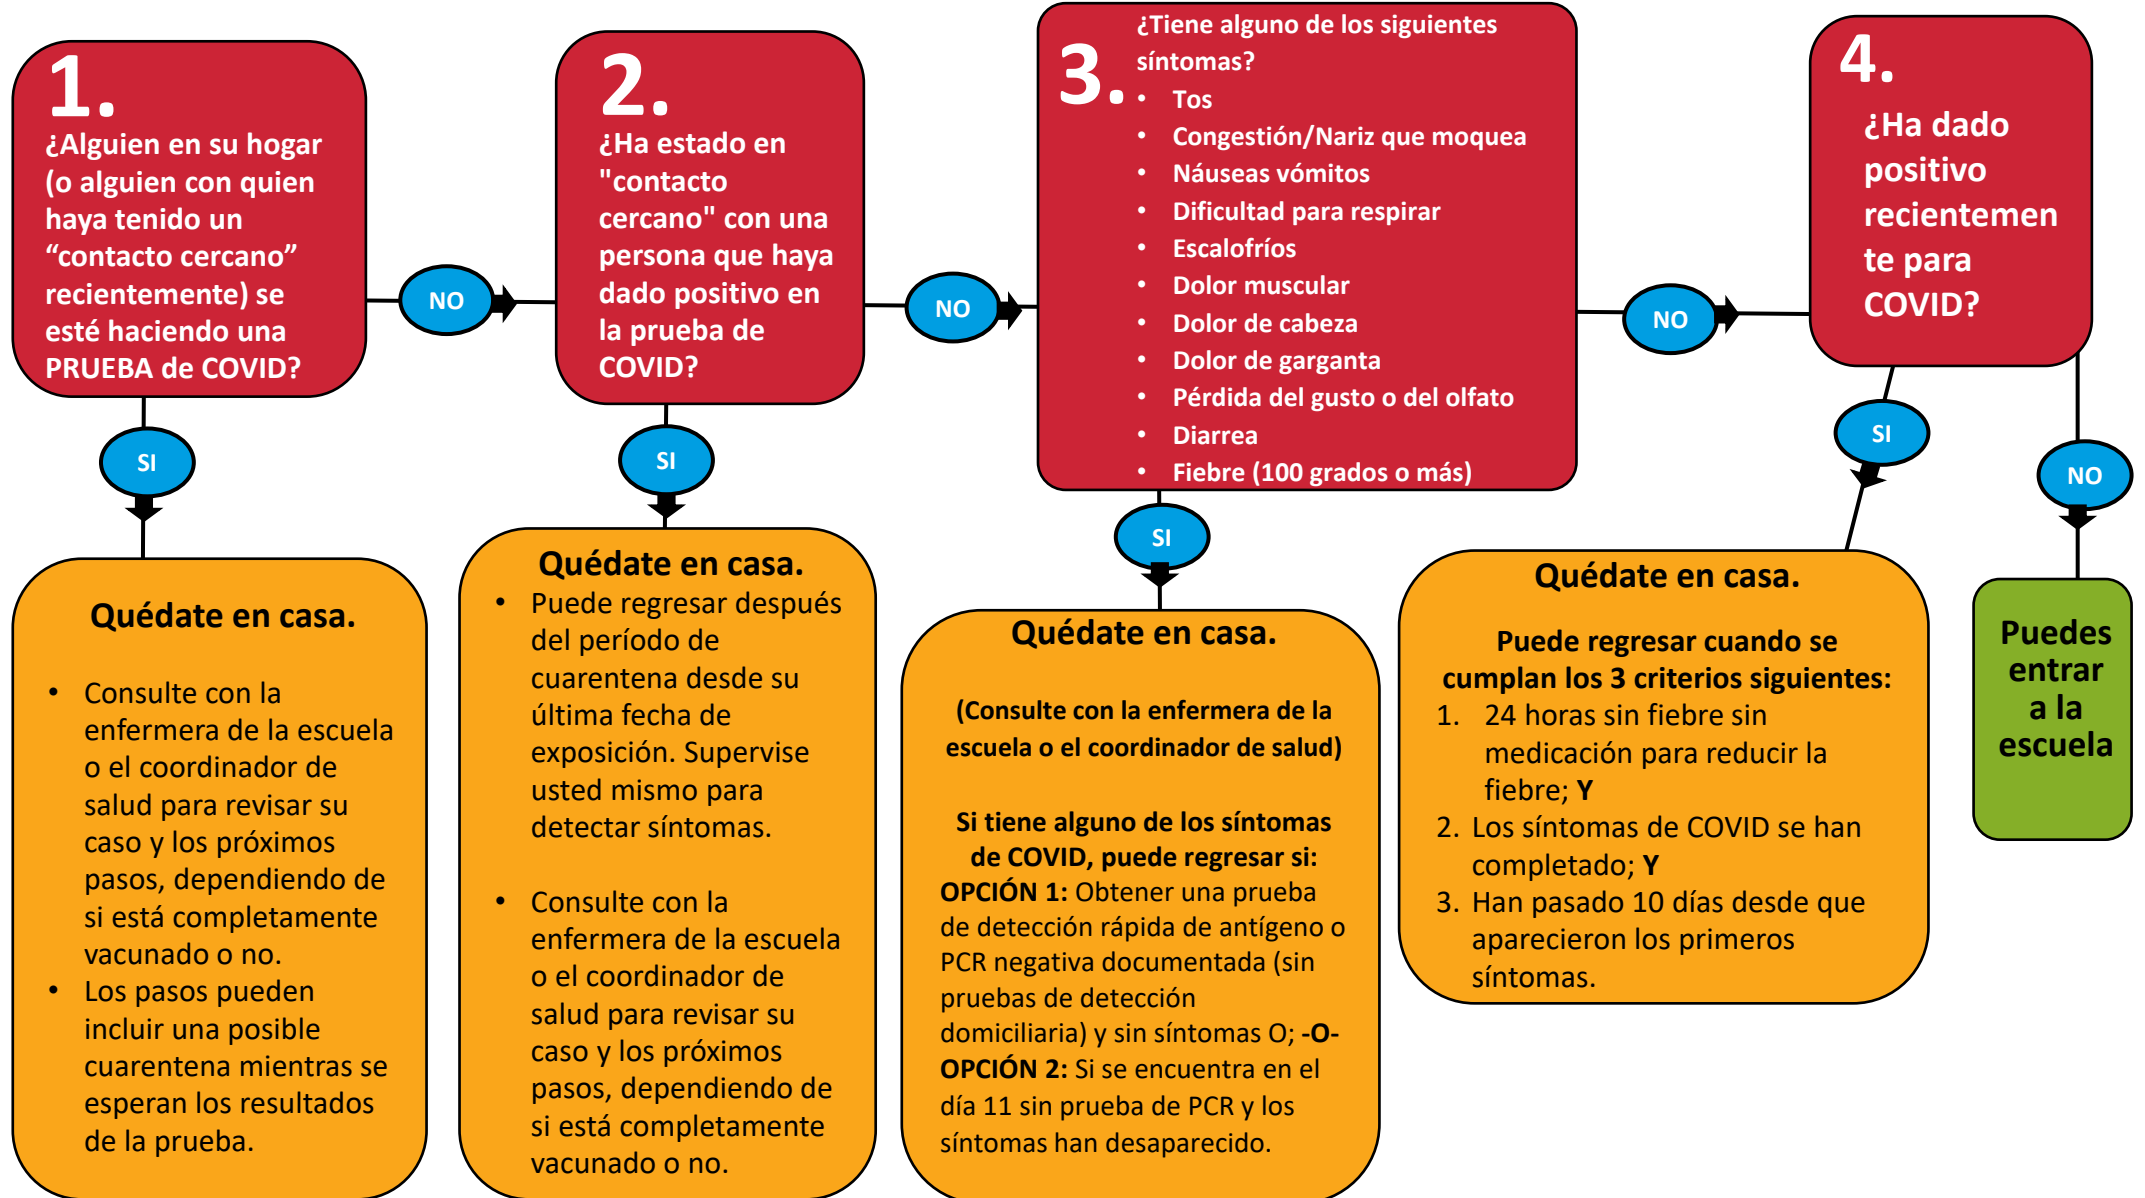 1.
¿Alguien en su hogar
(o alguien con quien
haya tenido un
“contacto cercano”
recientemente) se
esté haciendo una
PRUEBA de COVID?
NO
SI
Quédate en casa.
• Consulte con la
enfermera de la escuela
o el coordinador de
salud para revisar su
caso y los próximos
pasos, dependiendo de
si está completamente
vacunado o no.
• Los pasos pueden
incluir una posible
cuarentena mientras se
esperan los resultados
de la prueba.
2.
¿Ha estado en
"contacto
cercano" con una
persona que haya
dado positivo en
la prueba de
COVID?
NO
SI
Quédate en casa.
• Puede regresar después
del período de
cuarentena desde su
última fecha de
exposición. Supervise
usted mismo para
detectar síntomas.
• Consulte con la
enfermera de la escuela
o el coordinador de
salud para revisar su
caso y los próximos
pasos, dependiendo de
si está completamente
vacunado o no.
3.
¿Tiene alguno de los siguientes
síntomas?
• Tos
• Congestión/Nariz que moquea
• Náuseas vómitos
• Dificultad para respirar
• Escalofríos
• Dolor muscular
• Dolor de cabeza
• Dolor de garganta
• Pérdida del gusto o del olfato
• Diarrea
• Fiebre (100 grados o más)
NO
SI
Quédate en casa.
(Consulte con la enfermera de la
escuela o el coordinador de salud)
Si tiene alguno de los síntomas
de COVID, puede regresar si:
OPCIÓN 1: Obtener una prueba
de detección rápida de antígeno o
PCR negativa documentada (sin
pruebas de detección
domiciliaria) y sin síntomas O; -O-
OPCIÓN 2: Si se encuentra en el
día 11 sin prueba de PCR y los
síntomas han desaparecido.
4.
¿Ha dado
positivo
recientemen
te para
COVID?
SI
NO
Quédate en casa.
Puede regresar cuando se
cumplan los 3 criterios siguientes:
1. 24 horas sin fiebre sin
medicación para reducir la
fiebre; Y
2. Los síntomas de COVID se han
completado; Y
3. Han pasado 10 días desde que
aparecieron los primeros
síntomas.
Puedes
entrar
a la
escuela